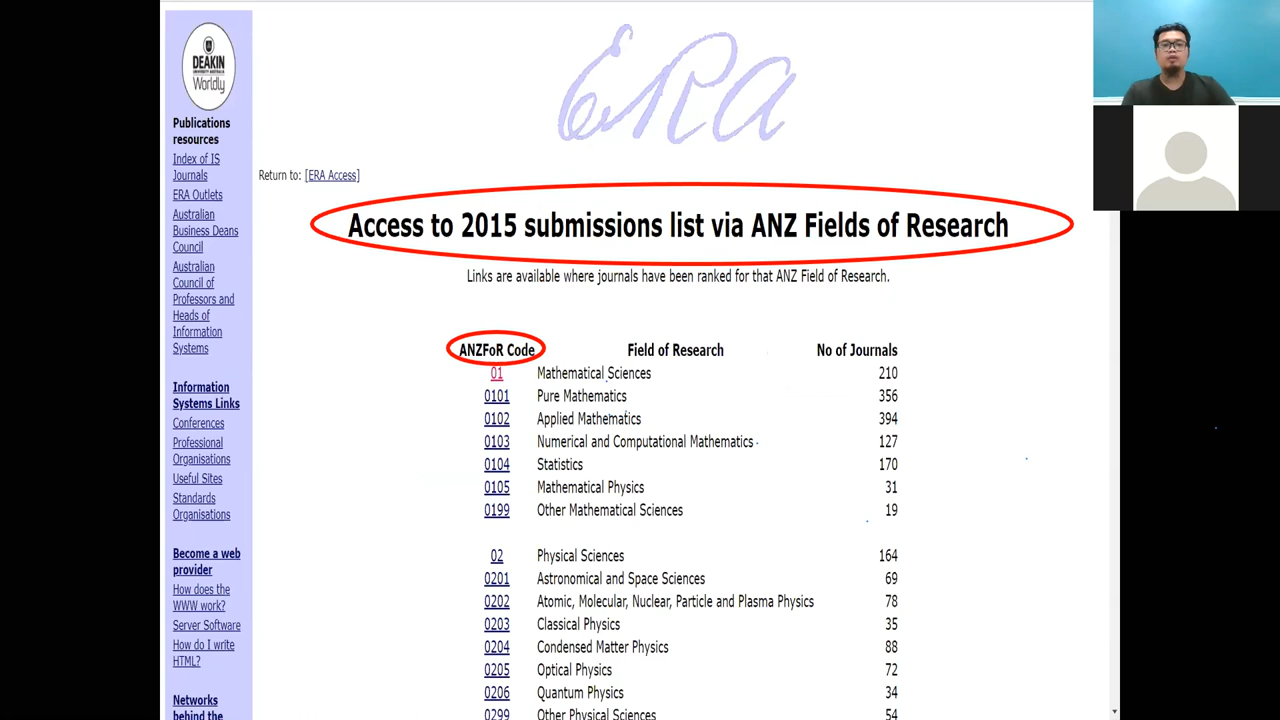 DEAKIN
UNIVERSITY AUSTRALIA
Worldly
Publications
resources
Index of IS
Journals
ERA Outlets
Australian
Business Deans
Council
Australian
Council of
Professors and
Heads of
Information
Systems
Information
Systems Links
Conferences
Professional
Organisations
Useful Sites
Standards
Organisations
Become a web
provider
How does the
WWW work?
Server Software
How do I write
HTML?
Networks
behind the
ERA
Return to: [ERA Access]
Access to 2015 submissions list via ANZ Fields of Research
Links are available where journals have been ranked for that ANZ Field of Research.
ANZFoR Code Field of Research No of Journals
01 Mathematical Sciences 210
0101 Pure Mathematics 356
0102 Applied Mathematics 394
0103 Numerical and Computational Mathematics 127
0104 Statistics 170
0105 Mathematical Physics 31
0199 Other Mathematical Sciences 19
02 Physical Sciences 164
0201 Astronomical and Space Sciences 69
0202 Atomic, Molecular, Nuclear, Particle and Plasma Physics 78
0203 Classical Physics 35
0204 Condensed Matter Physics 88
0205 Optical Physics 72
0206 Quantum Physics 34
0299 Other Physical Sciences 54